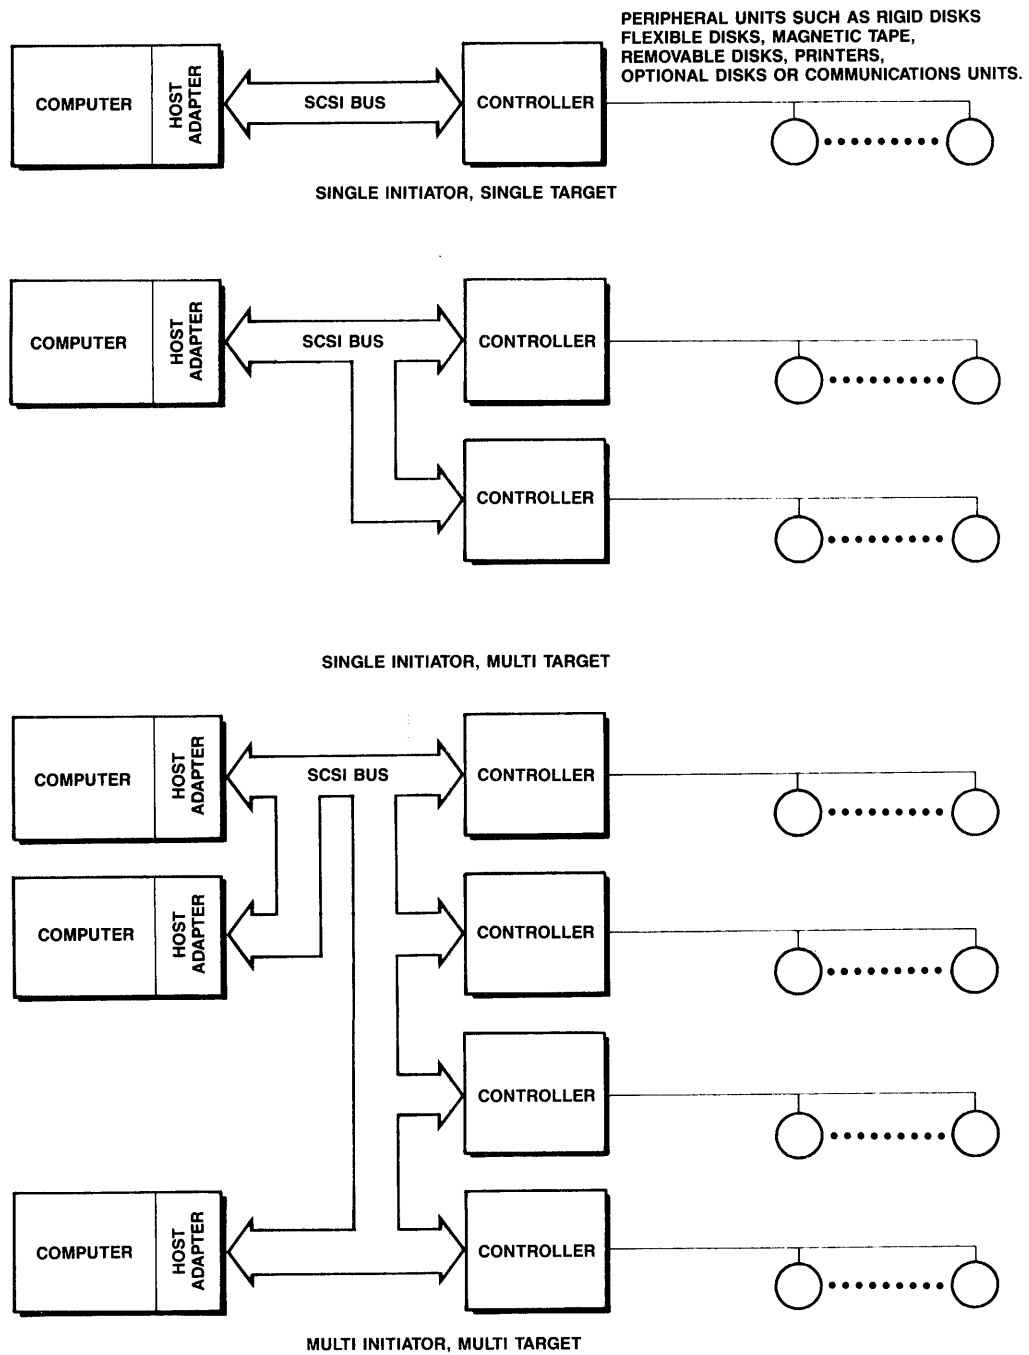 PERIPHERAL UNITS SUCH AS RIGID DISKS
FLEXIBLE DISKS, MAGNETIC TAPE,
REMOVABLE DISKS, PRINTERS,
OPTIONAL DISKS OR COMMUNICATIONS UNITS.
COMPUTER
HOST
ADAPTER
SCSI BUS
CONTROLLER
SINGLE INITIATOR, SINGLE TARGET
COMPUTER
HOST
ADAPTER
SCSI BUS
CONTROLLER
CONTROLLER
SINGLE INITIATOR, MULTI TARGET
COMPUTER
HOST
ADAPTER
SCSI BUS
CONTROLLER
COMPUTER
HOST
ADAPTER
CONTROLLER
CONTROLLER
COMPUTER
HOST
ADAPTER
CONTROLLER
MULTI INITIATOR, MULTI TARGET